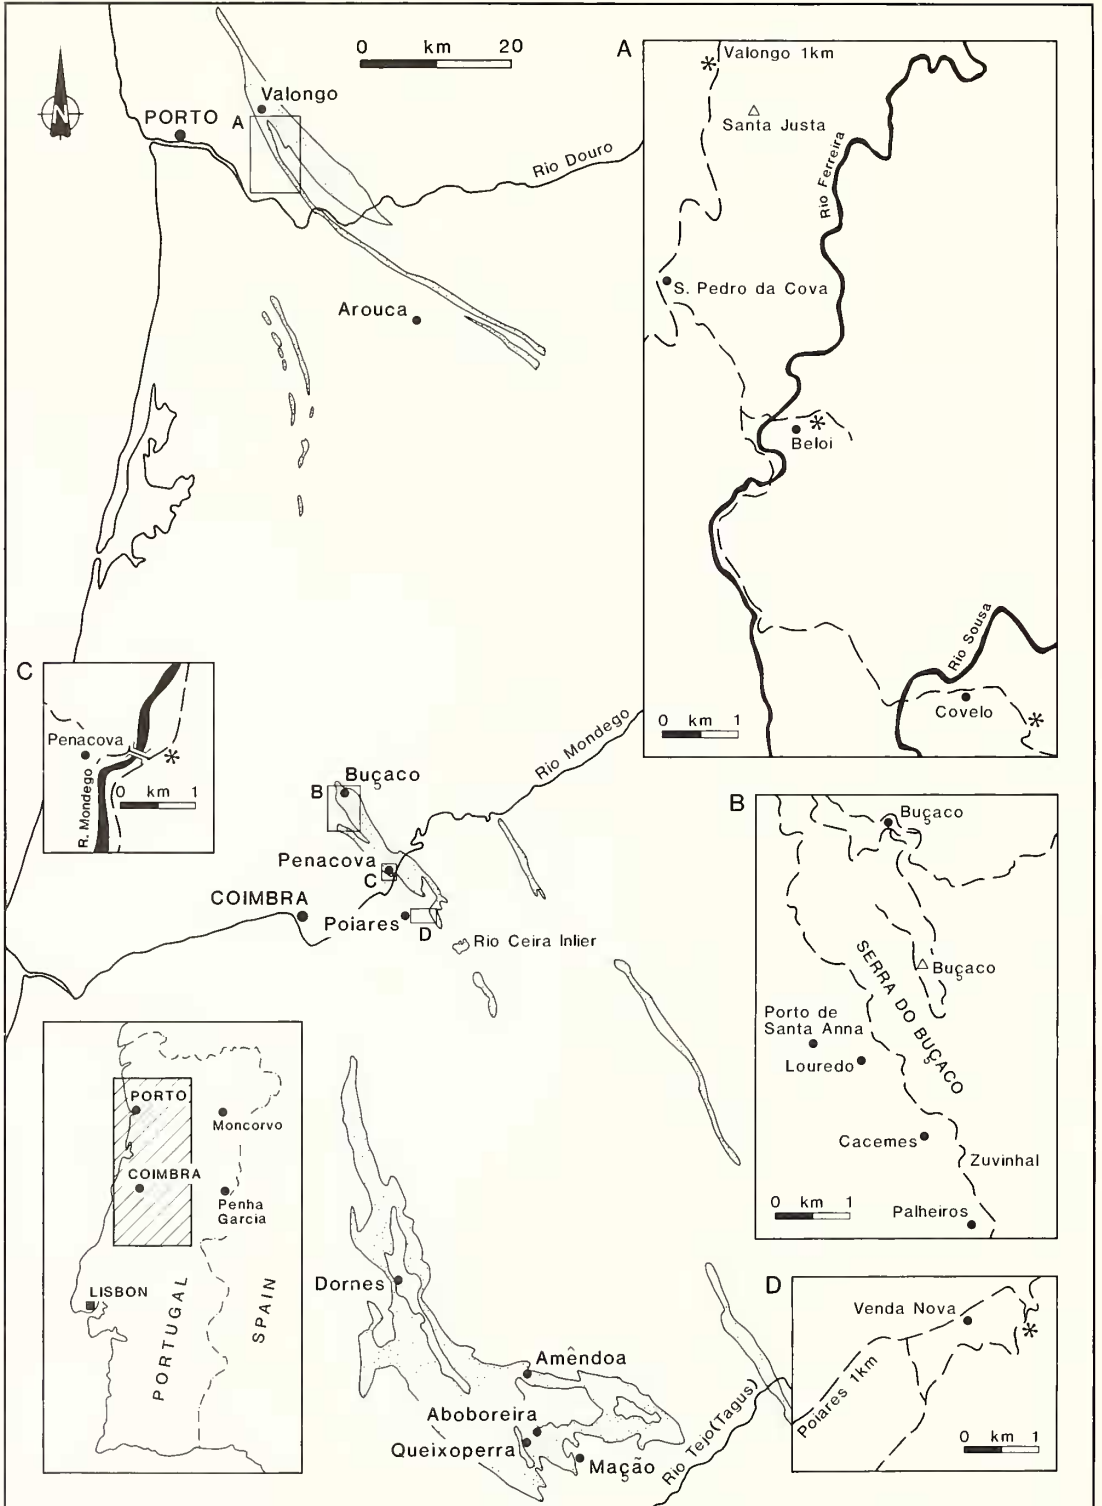 0 km 20
N
Valongo
PORTO
A
Rio Douro
Arouca
A
Valongo 1km
*
Santa Justa
Rio Ferreira
S. Pedro da Cova
*
Beloi
Rio Sousa
Covelo
*
0 km 1
C
Penacova
*
R. Mondego
0 km 1
Rio Mondego
Buçaco
B
Penacova
C
COIMBRA
Poiares
D
Rio Ceira Inlier
B
Buçaco
Buçaco
SERRA DO BUÇACO
Porto de
Santa Anna
Louredo
Cacemes
Zuvinhal
Palheiros
0 km 1
PORTO
Moncorvo
COIMBRA
Penha
Garcia
LISBON
PORTUGAL
SPAIN
Dornes
Amêndoa
Aboboreira
Queixoperra
Mação
Rio Tejo (Tagus)
D
Venda Nova
*
Poiares 1km
0 km 1